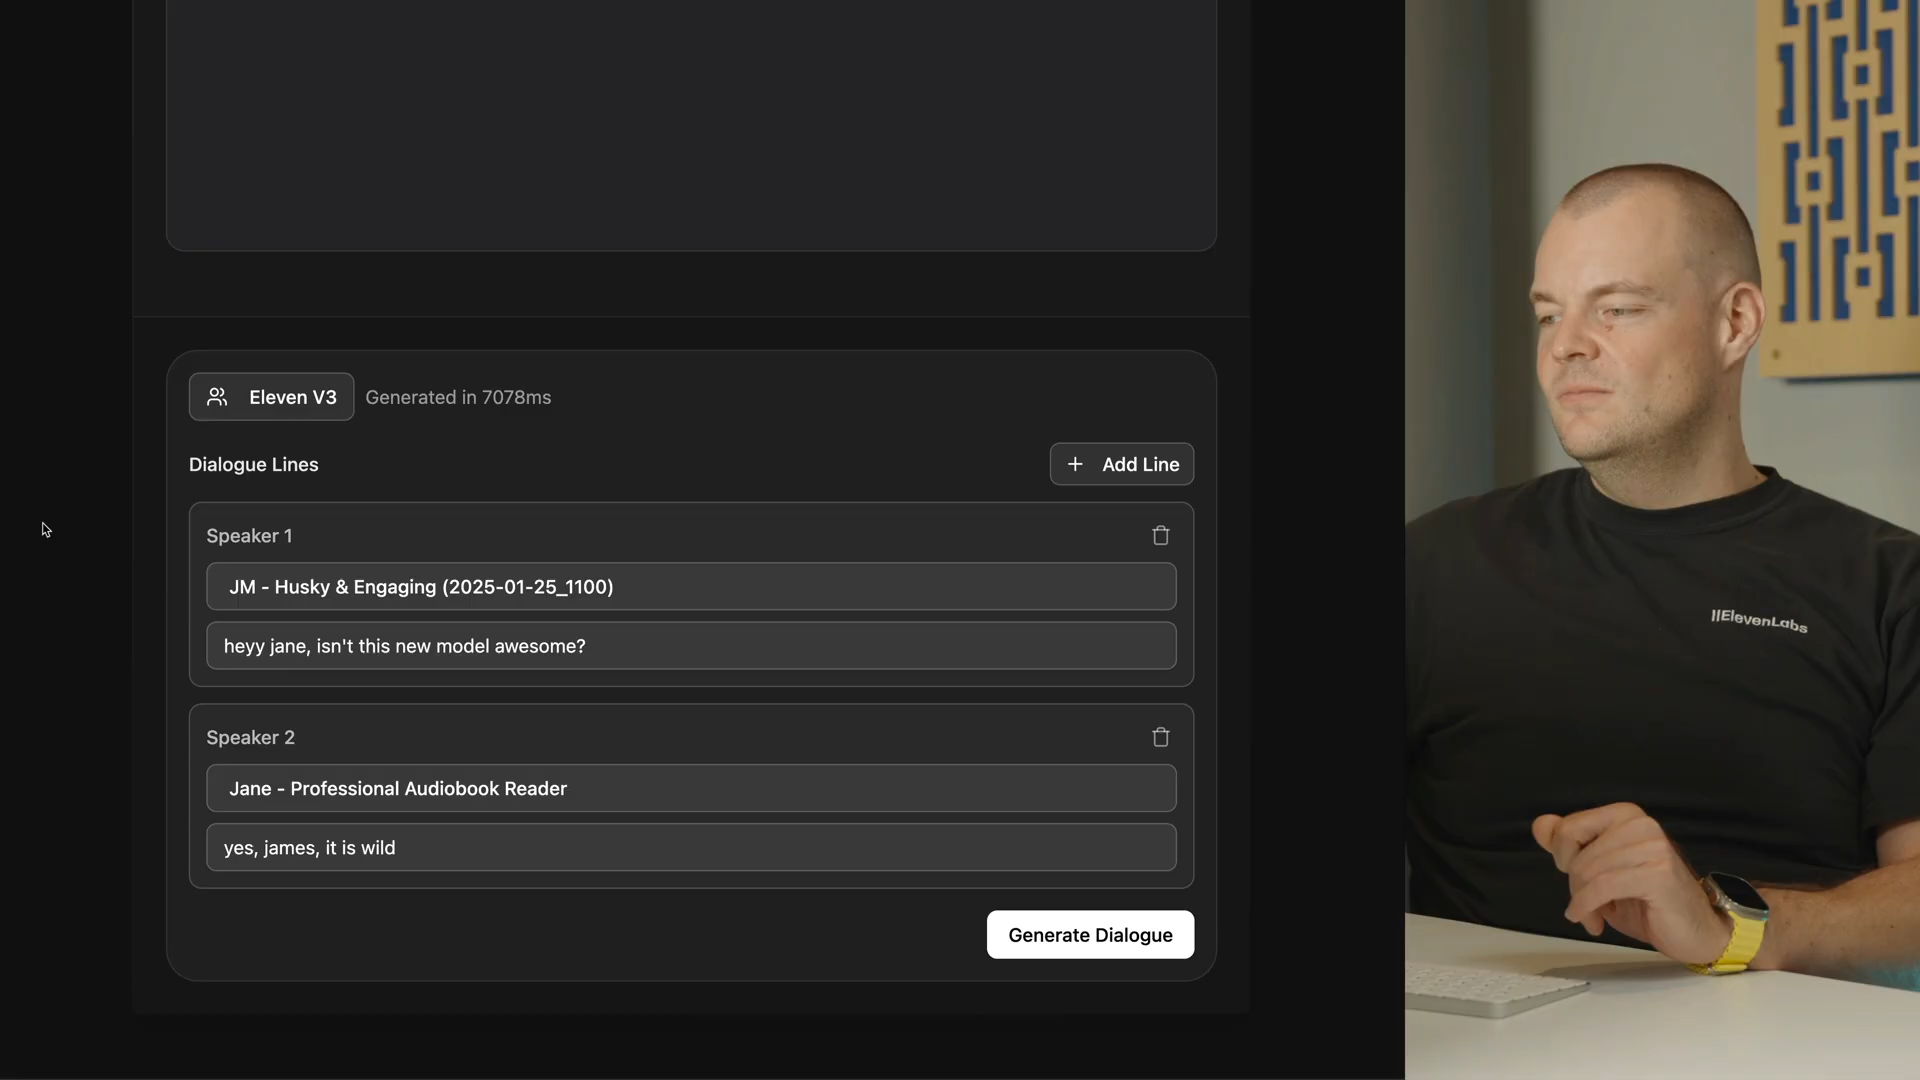 Eleven V3
Generated in 7078ms
Dialogue Lines
Add Line
Speaker 1
JM - Husky & Engaging (2025-01-25_1100)
heyy jane, isn't this new model awesome?
Speaker 2
Jane - Professional Audiobook Reader
yes, james, it is wild
Generate Dialogue
IIElevenLabs